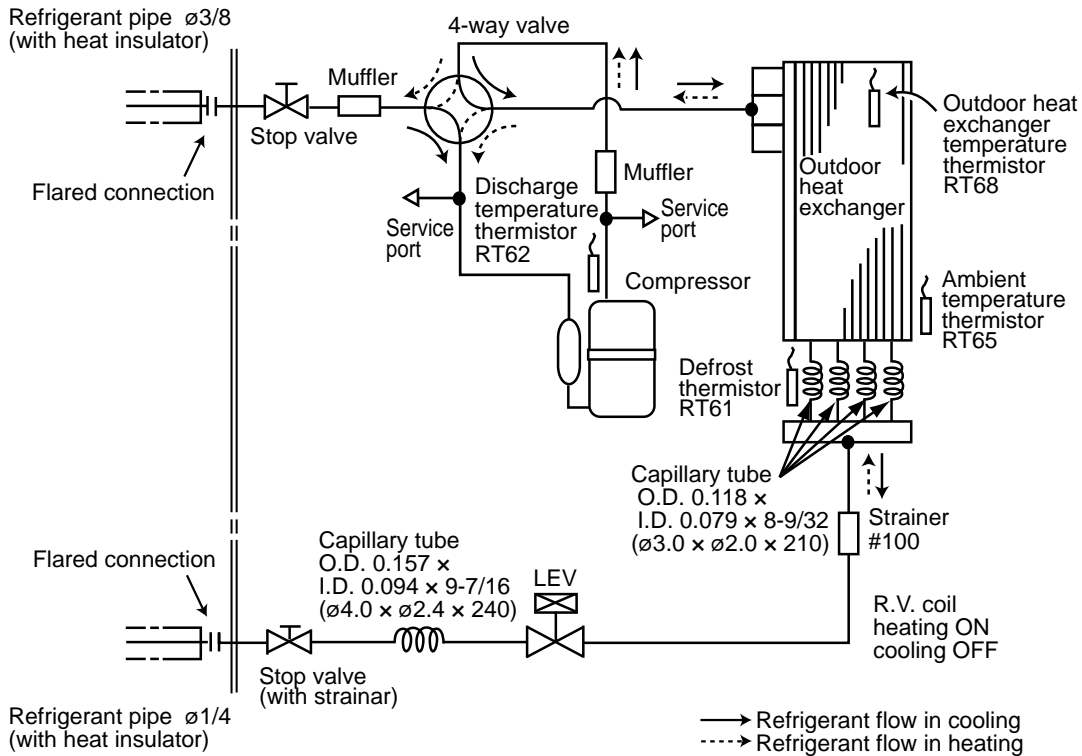 Refrigerant pipe ø3/8
(with heat insulator)
4-way valve
Muffler
Stop valve
Flared connection
Outdoor heat
exchanger
temperature
thermistor
RT68
Outdoor
heat
exchanger
Muffler
Discharge
temperature
thermistor
RT62
Service
port
Service
port
Compressor
Ambient
temperature
thermistor
RT65
Defrost
thermistor
RT61
Capillary tube
O.D. 0.118 ×
I.D. 0.079 × 8-9/32
(ø3.0 × ø2.0 × 210)
Strainer
#100
Flared connection
Capillary tube
O.D. 0.157 ×
I.D. 0.094 × 9-7/16
(ø4.0 × ø2.4 × 240)
LEV
R.V. coil
heating ON
cooling OFF
Stop valve
(with strainar)
Refrigerant pipe ø1/4
(with heat insulator)
Refrigerant flow in cooling
Refrigerant flow in heating